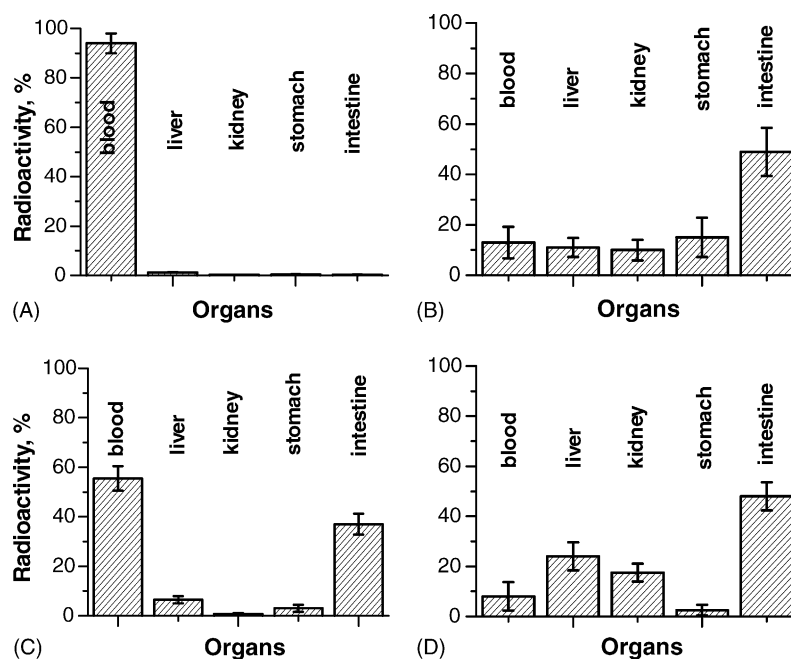 100
80
60
40
20
0
Radioactivity, %
blood
liver
kidney
stomach
intestine
(A)
Organs
100
80
60
40
20
0
blood
liver
kidney
stomach
intestine
(B)
Organs
100
80
60
40
20
0
Radioactivity, %
blood
liver
kidney
stomach
intestine
(C)
Organs
100
80
60
40
20
0
blood
liver
kidney
stomach
intestine
(D)
Organs